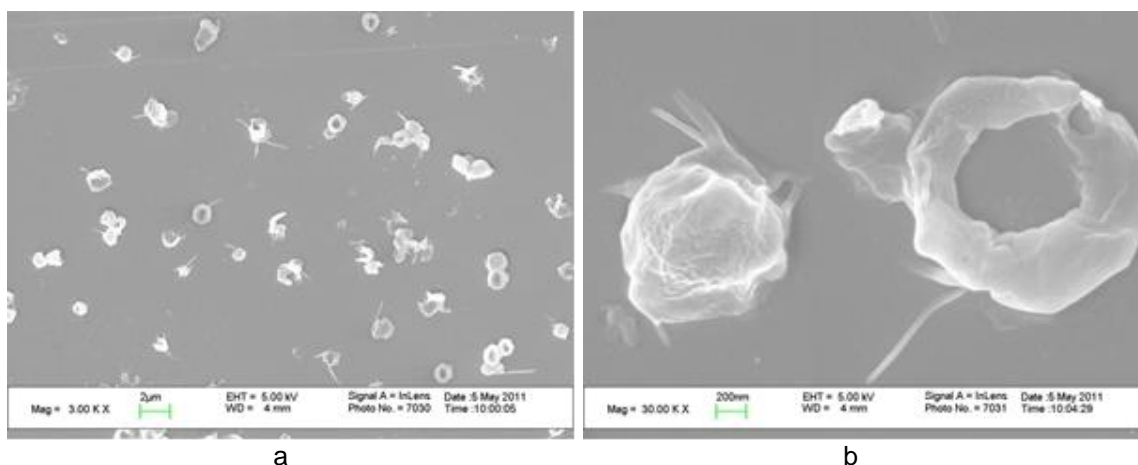 2µm
EHT = 5.00 kV
Signal A = InLens
Date :5 May 2011
Mag = 3.00 K X
WD = 4 mm
Photo No. = 7030
Time :10:00:05
200nm
EHT = 5.00 kV
Signal A = InLens
Date :5 May 2011
Mag = 30.00 K X
WD = 4 mm
Photo No. = 7031
Time :10:04:29
a
b